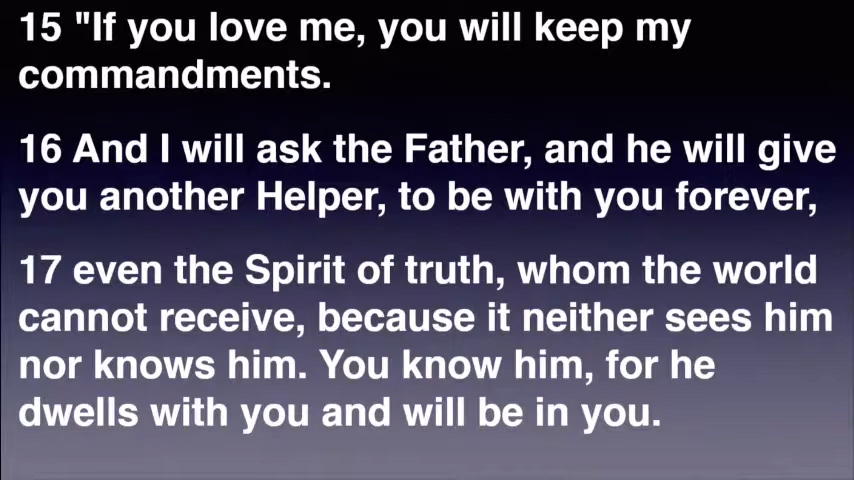 15 "If you love me, you will keep my
commandments.
16 And I will ask the Father, and he will give
you another Helper, to be with you forever,
17 even the Spirit of truth, whom the world
cannot receive, because it neither sees him
nor knows him. You know him, for he
dwells with you and will be in you.